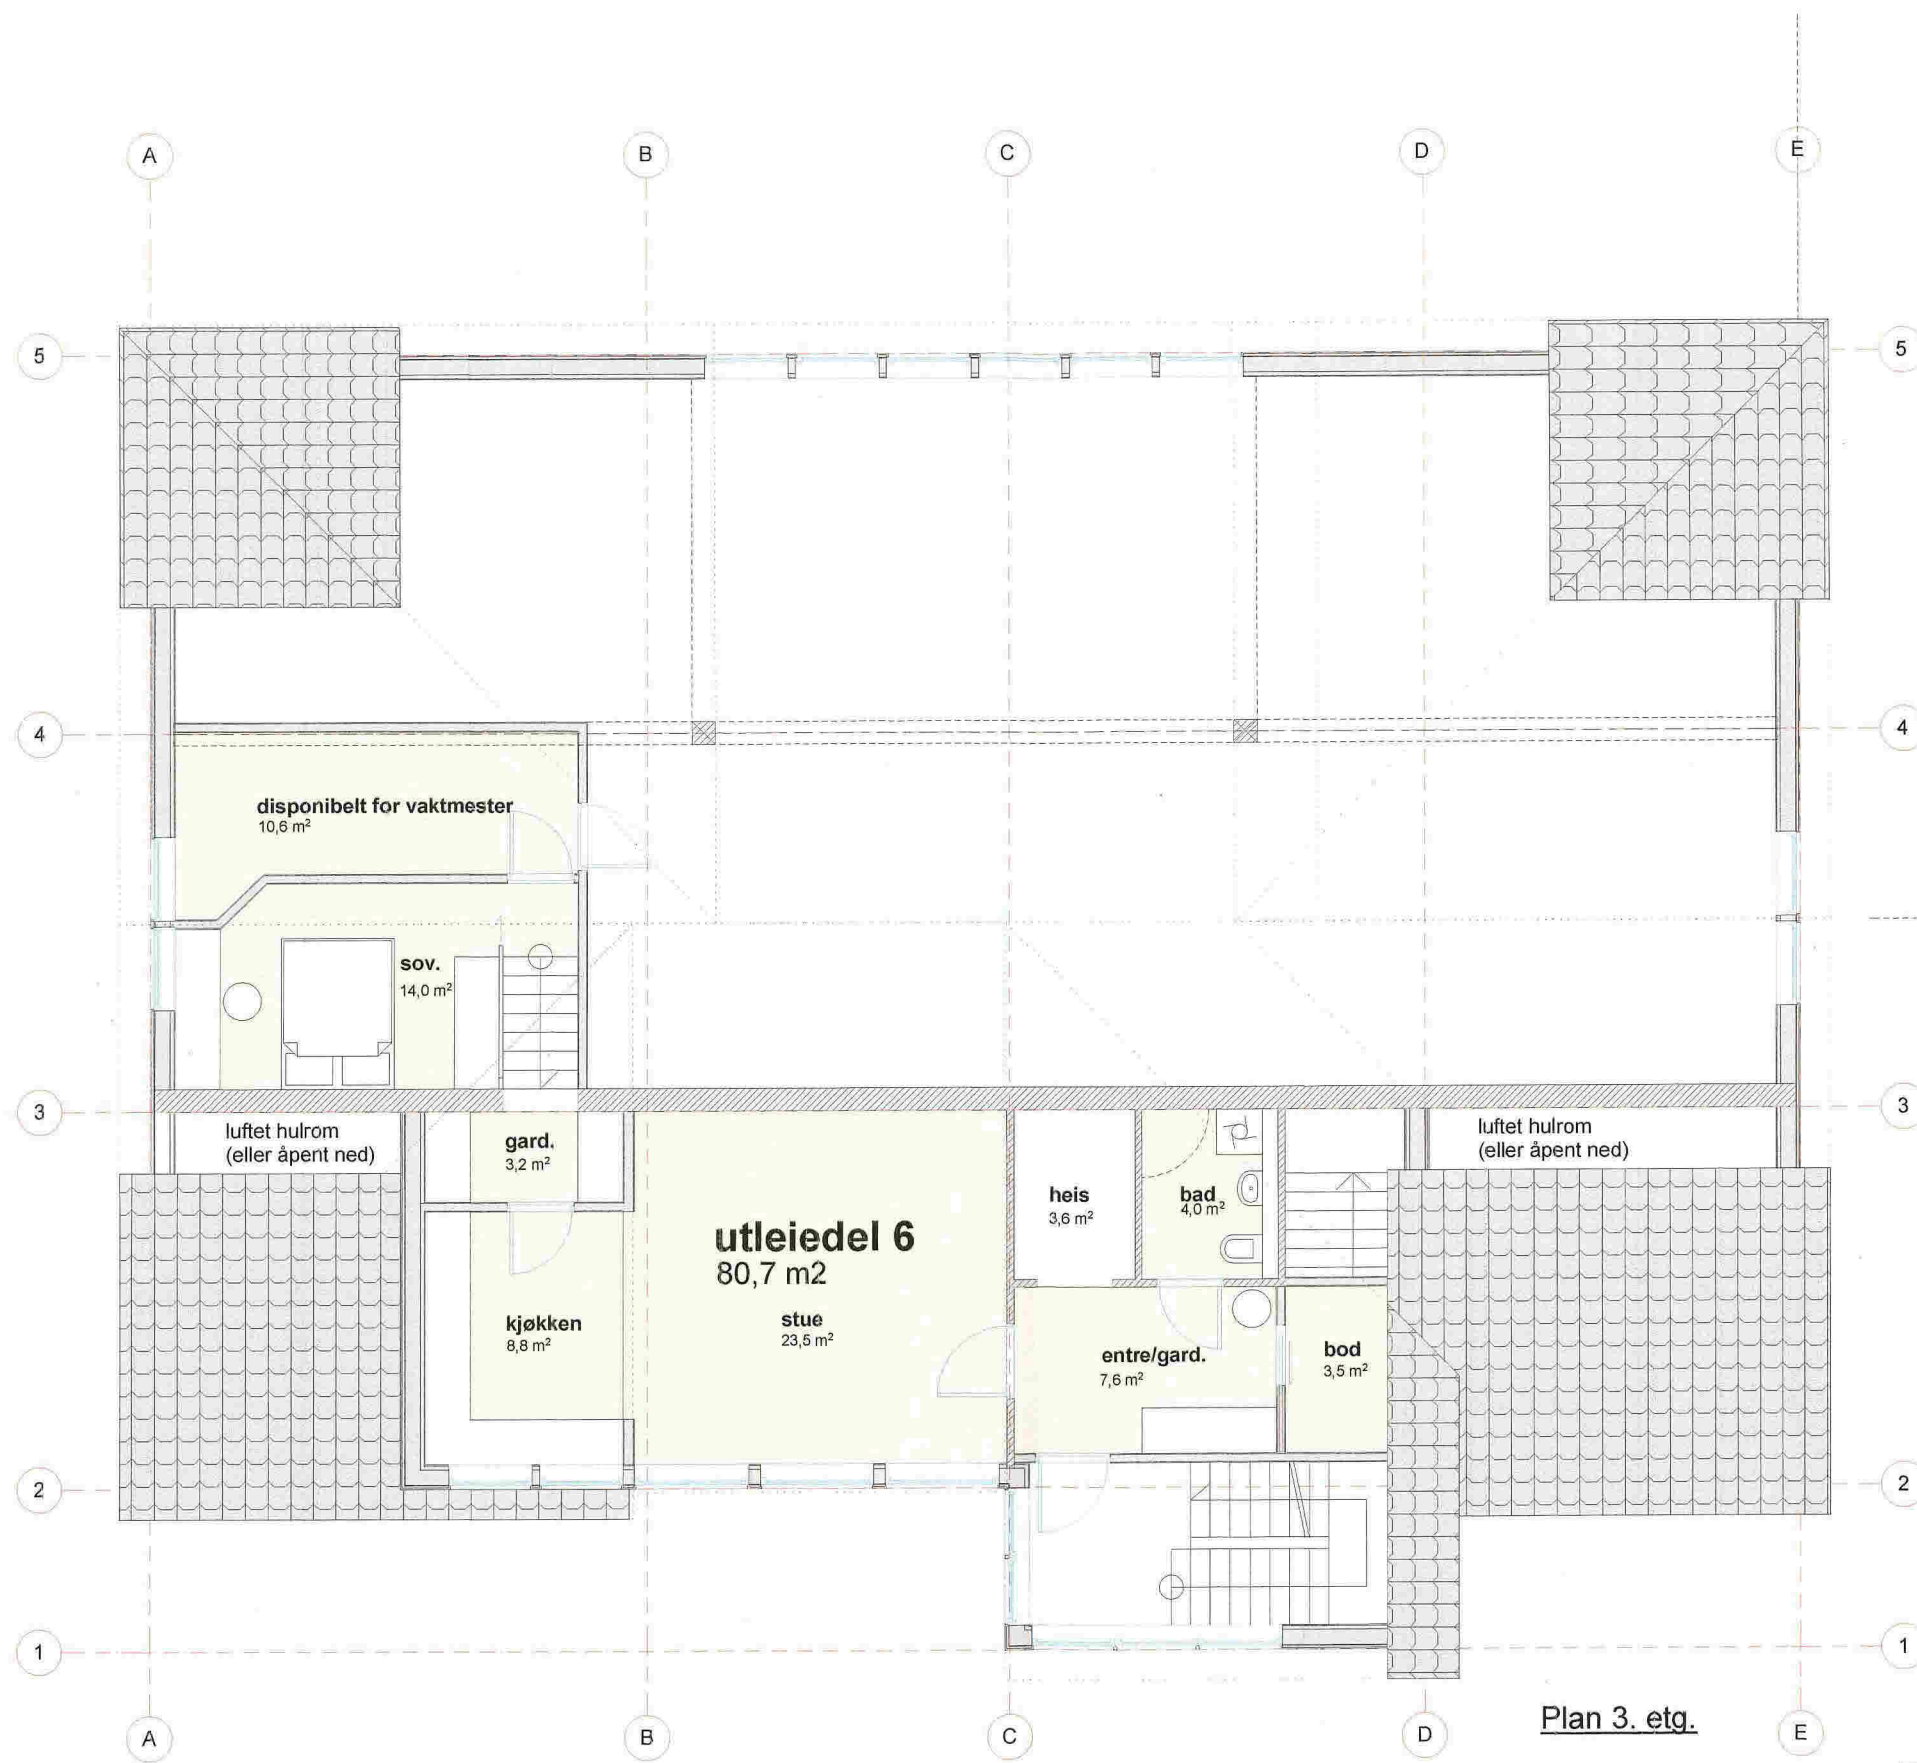 A
B
C
D
E
5
5
4
4
disponibelt for vaktmester
10,6 m²
sov.
14,0 m²
3
3
luftet hulrom
(eller åpent ned)
gard.
3,2 m²
luftet hulrom
(eller åpent ned)
heis
3,6 m²
bad
4,0 m²
utleiedel 6
80,7 m2
stue
23,5 m²
kjøkken
8,8 m²
entre/gard.
7,6 m²
bod
3,5 m²
2
2
1
1
Plan 3. etg.
A
B
C
D
E